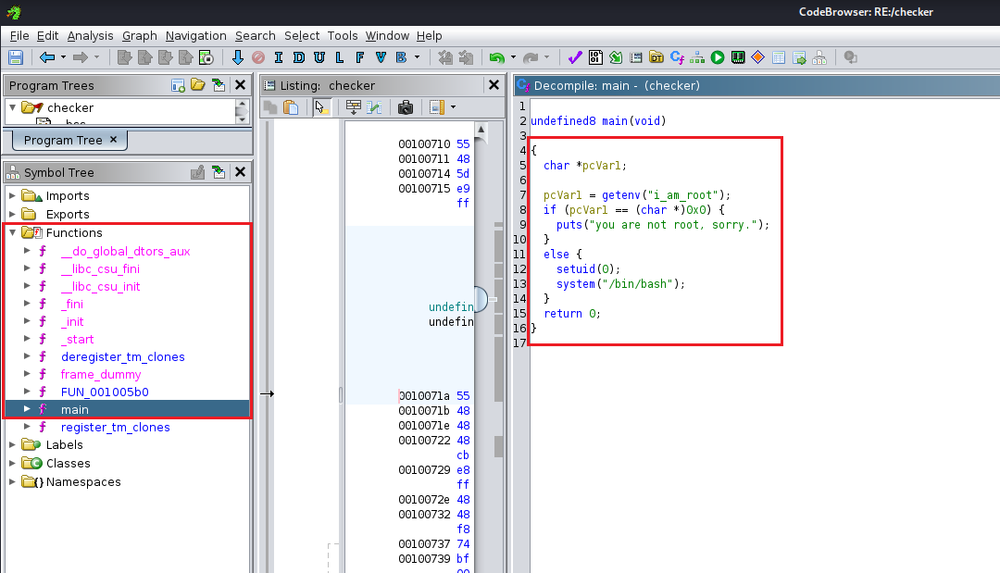 CodeBrowser: RE:/checker
File Edit Analysis Graph Navigation Search Select Tools Window Help
I D U L F V B
Program Trees
checker
.bss
Program Tree ×
Symbol Tree
Imports
Exports
Functions
__do_global_dtors_aux
__libc_csu_fini
__libc_csu_init
_fini
_init
_start
deregister_tm_clones
frame_dummy
FUN_001005b0
main
register_tm_clones
Labels
Classes
Namespaces
Listing: checker
00100710 55
00100711 48
00100714 5d
00100715 e9
ff
undefin
undefin
0010071a 55
0010071b 48
0010071e 48
00100722 48
cb
00100729 e8
ff
0010072e 48
00100732 48
f8
00100737 74
00100739 bf
00
Decompile: main - (checker)
1
2 undefined8 main(void)
3
4 {
5 char *pcVar1;
6
7 pcVar1 = getenv("i_am_root");
8 if (pcVar1 == (char *)0x0) {
9 puts("you are not root, sorry.");
10 }
11 else {
12 setuid(0);
13 system("/bin/bash");
14 }
15 return 0;
16 }
17